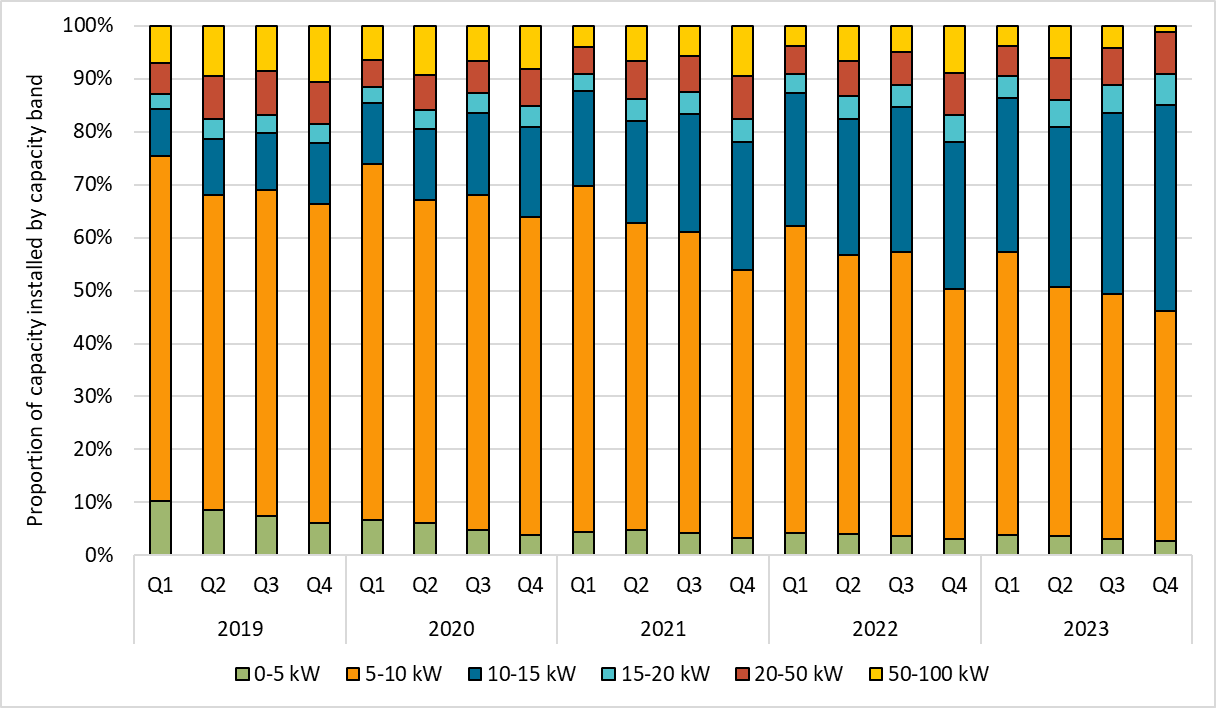 Proportion of capacity installed by capacity band
100%
90%
80%
70%
60%
50%
40%
30%
20%
10%
0%
Q1 Q2 Q3 Q4 Q1 Q2 Q3 Q4 Q1 Q2 Q3 Q4 Q1 Q2 Q3 Q4 Q1 Q2 Q3 Q4
2019 2020 2021 2022 2023
0-5 kW 5-10 kW 10-15 kW 15-20 kW 20-50 kW 50-100 kW